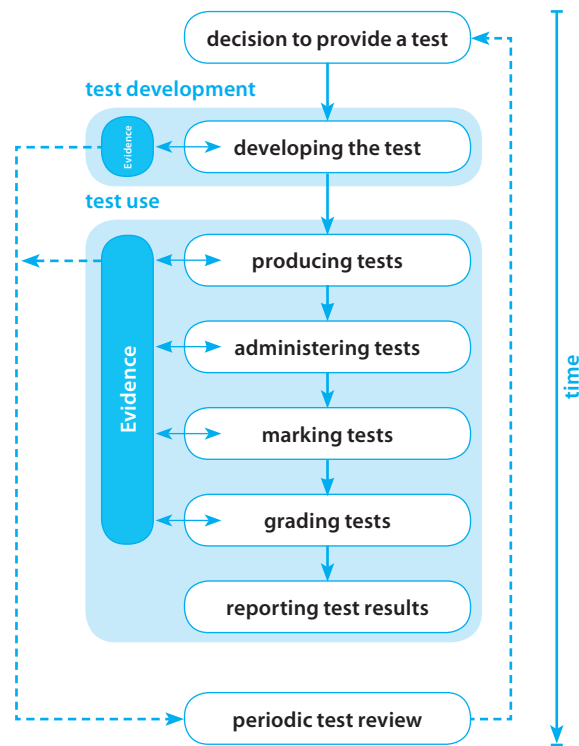 decision to provide a test
test development
Evidence
developing the test
test use
producing tests
administering tests
Evidence
marking tests
grading tests
reporting test results
periodic test review
time